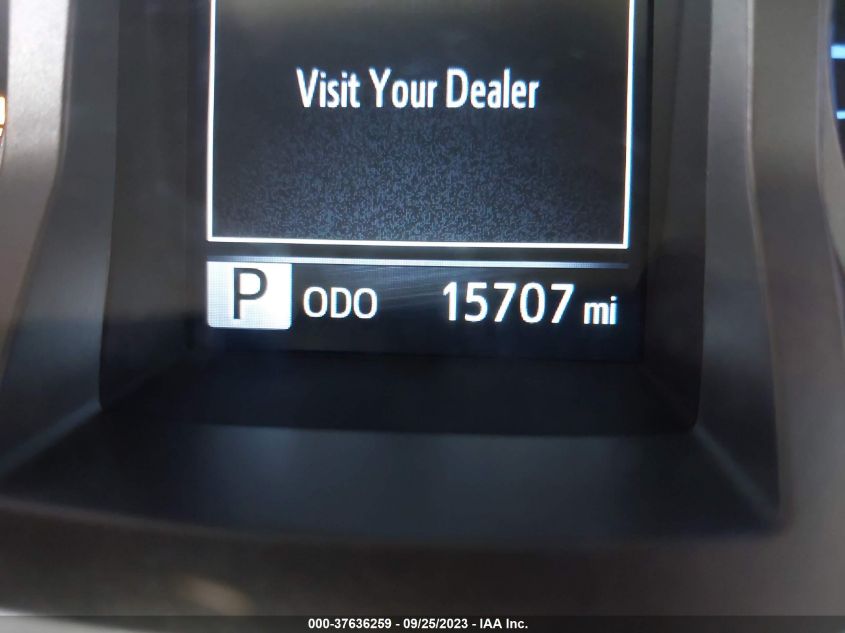 Visit Your Dealer
P ODO 15707 mi
000-37636259 - 09/25/2023 - IAA Inc.